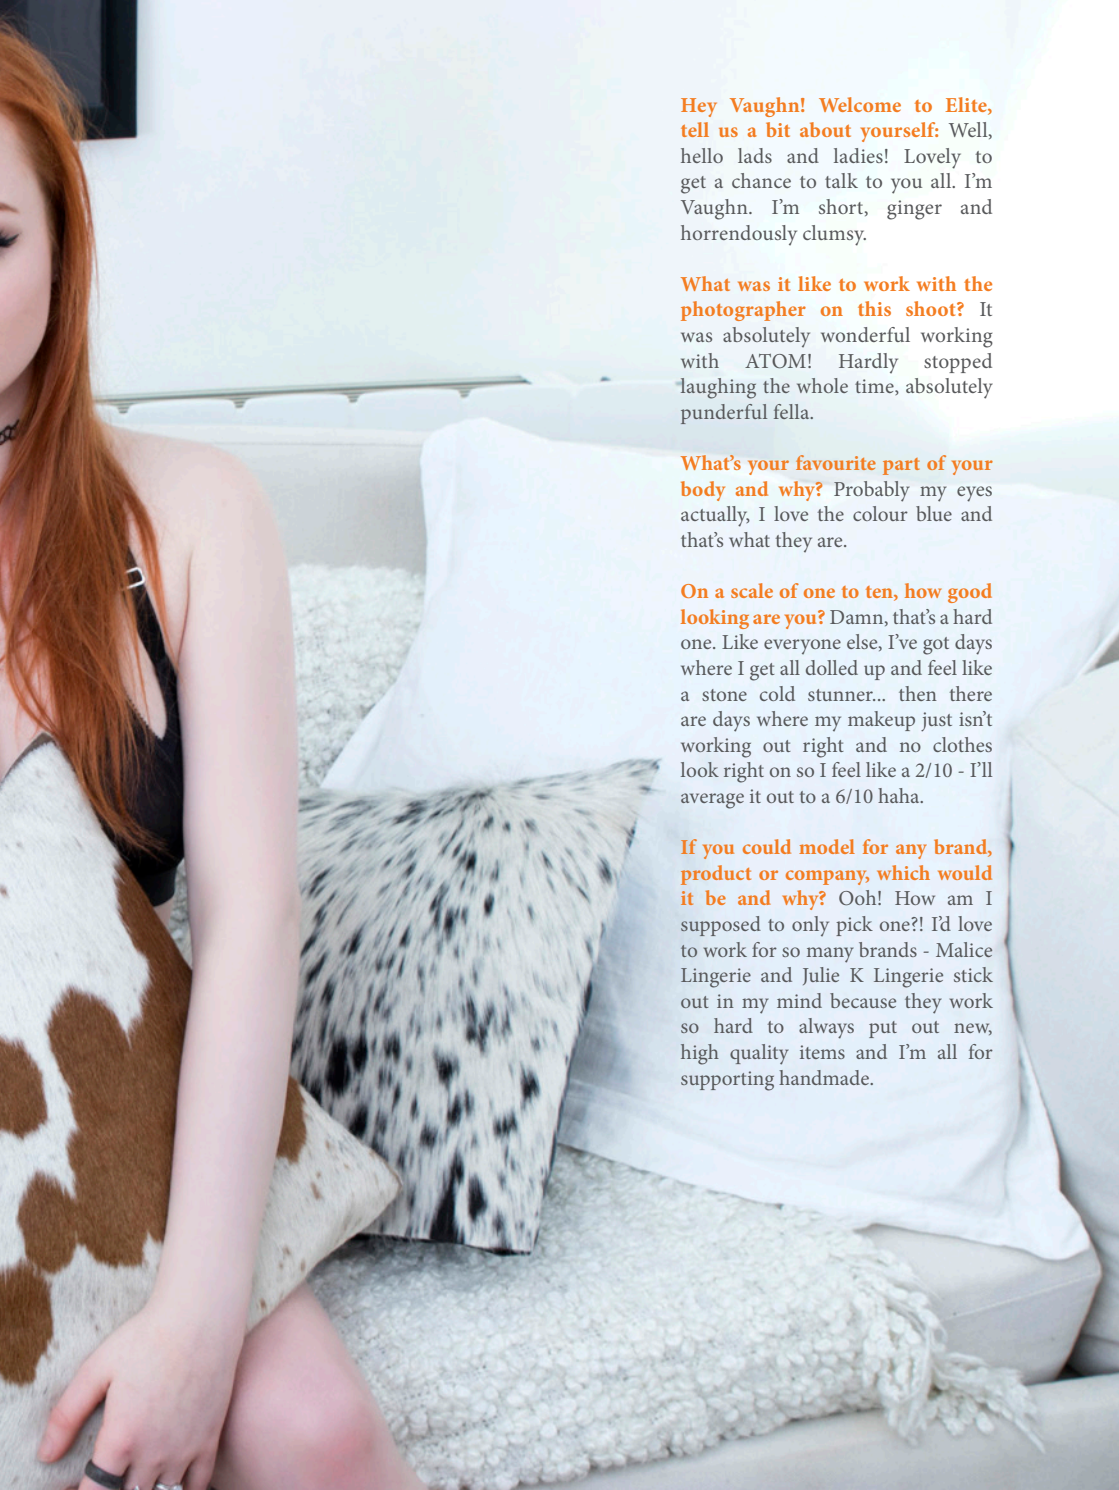 Hey Vaughn! Welcome to Elite,
tell us a bit about yourself: Well,
hello lads and ladies! Lovely to
get a chance to talk to you all. I’m
Vaughn. I’m short, ginger and
horrendously clumsy.
What was it like to work with the
photographer on this shoot? It
was absolutely wonderful working
with ATOM! Hardly stopped
laughing the whole time, absolutely
punderful fella.
What’s your favourite part of your
body and why? Probably my eyes
actually, I love the colour blue and
that’s what they are.
On a scale of one to ten, how good
looking are you? Damn, that’s a hard
one. Like everyone else, I’ve got days
where I get all dolled up and feel like
a stone cold stunner... then there
are days where my makeup just isn’t
working out right and no clothes
look right on so I feel like a 2/10 - I’ll
average it out to a 6/10 haha.
If you could model for any brand,
product or company, which would
it be and why? Ooh! How am I
supposed to only pick one?! I’d love
to work for so many brands - Malice
Lingerie and Julie K Lingerie stick
out in my mind because they work
so hard to always put out new,
high quality items and I’m all for
supporting handmade.